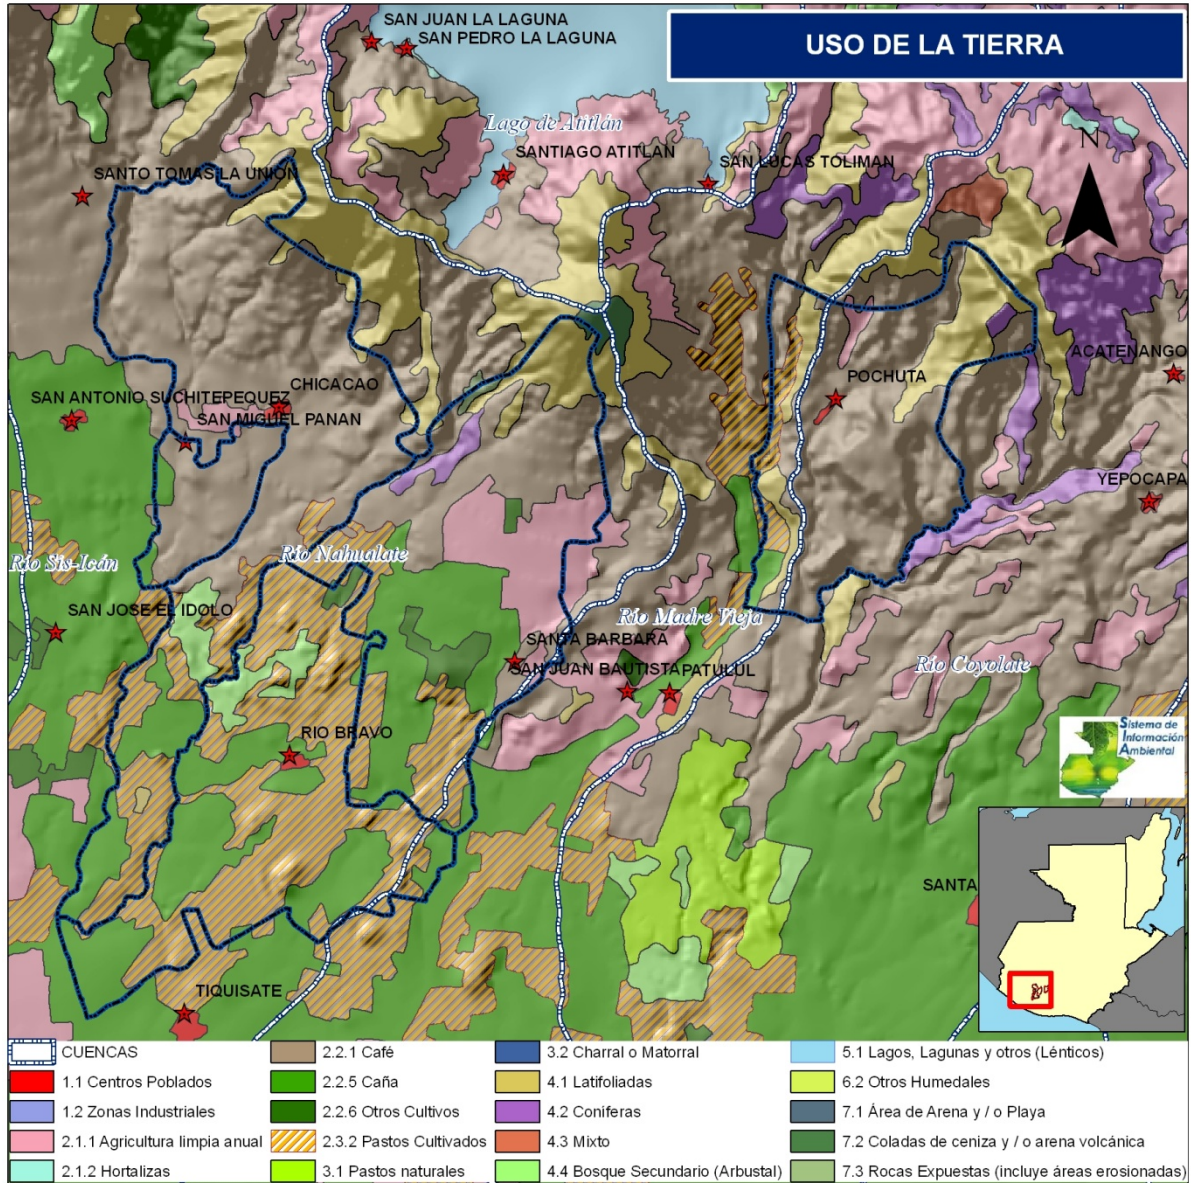 USO DE LA TIERRA
SAN JUAN LA LAGUNA
SAN PEDRO LA LAGUNA
Lago de Atitlán
SANTIAGO ATITLAN
SAN LUCAS TOLIMAN
SANTO TOMAS LA UNION
N
ACATENANGO
POCHUTA
CHICACAO
SAN ANTONIO SUCHITEPEQUEZ
SAN MIGUEL PANAN
YEPOCAPA
Río Sis-Icán
Río Nahualate
SAN JOSE EL IDOLO
Río Madre Vieja
SANTA BARBARA
SAN JUAN BAUTISTA
PATULUL
Río Coyolate
RIO BRAVO
Sistema de
Información
Ambiental
SANTA
TIQUISATE
CUENCAS
1.1 Centros Poblados
1.2 Zonas Industriales
2.1.1 Agricultura limpia anual
2.1.2 Hortalizas
2.2.1 Café
2.2.5 Caña
2.2.6 Otros Cultivos
2.3.2 Pastos Cultivados
3.1 Pastos naturales
3.2 Charral o Matorral
4.1 Latifoliadas
4.2 Coníferas
4.3 Mixto
4.4 Bosque Secundario (Arbustal)
5.1 Lagos, Lagunas y otros (Lénticos)
6.2 Otros Humedales
7.1 Área de Arena y / o Playa
7.2 Coladas de ceniza y / o arena volcánica
7.3 Rocas Expuestas (incluye áreas erosionadas)